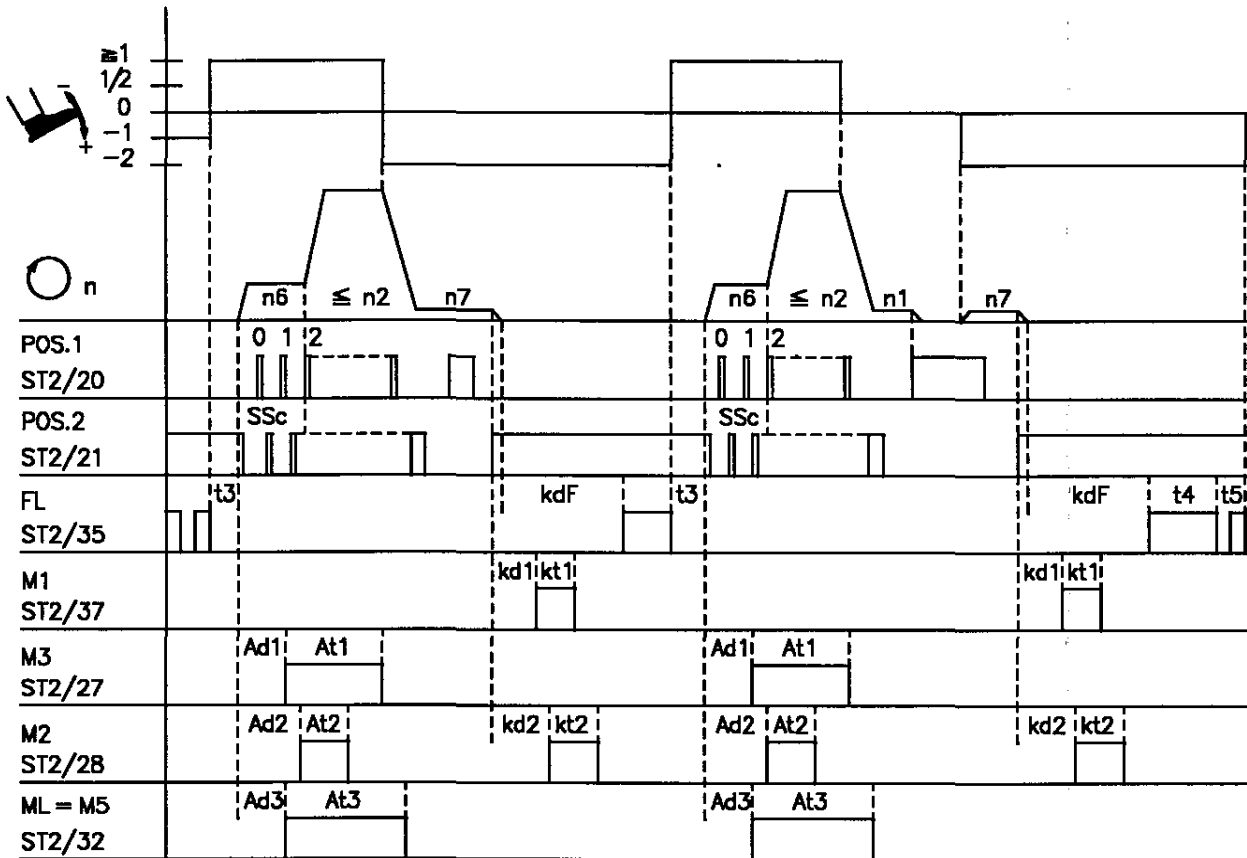 ≧1
1/2
0
−1
−2
−
+
n
n6 ≦ n2 n7 n6 ≦ n2 n1 n7
POS.1
ST2/20
0 1 2 0 1 2
POS.2
ST2/21
SSc SSc
FL
ST2/35
t3 kdF t3 kdF t4 t5
M1
ST2/37
kd1 kt1 kd1 kt1
M3
ST2/27
Ad1 At1 Ad1 At1
M2
ST2/28
Ad2 At2 kd2 kt2 Ad2 At2 kd2 kt2
ML = M5
ST2/32
Ad3 At3 Ad3 At3